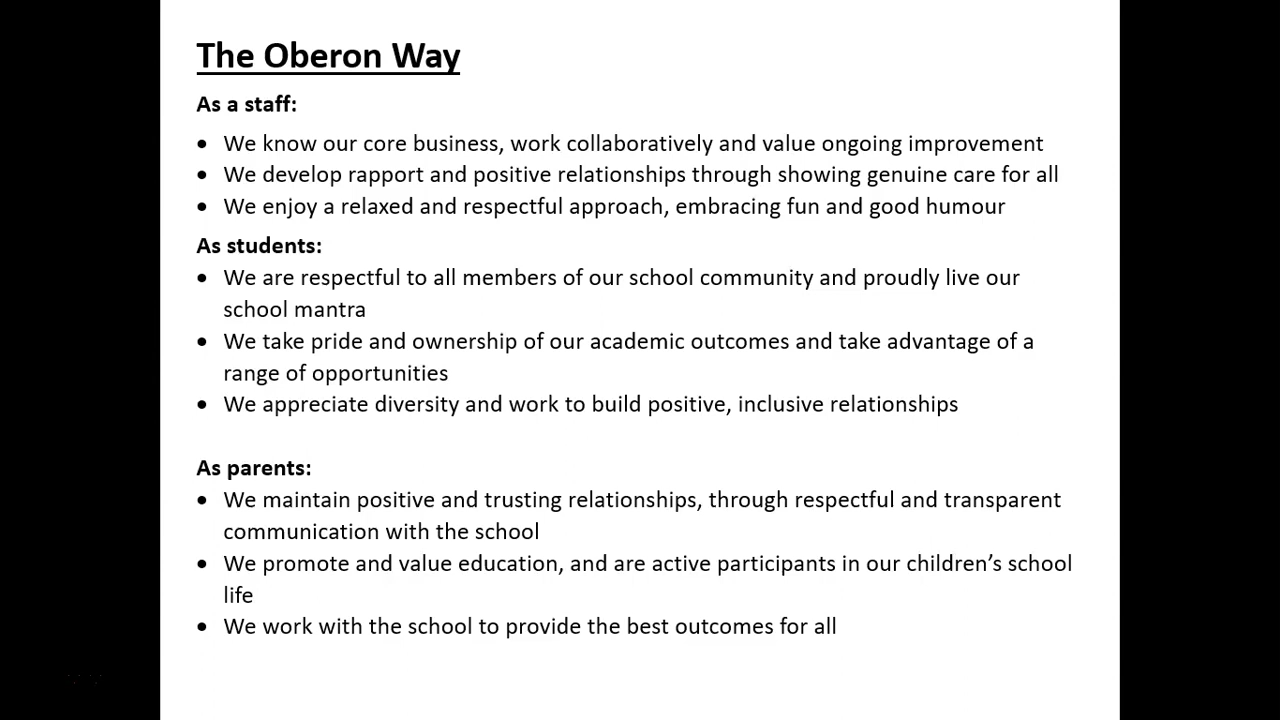 The Oberon Way
As a staff:
• We know our core business, work collaboratively and value ongoing improvement
• We develop rapport and positive relationships through showing genuine care for all
• We enjoy a relaxed and respectful approach, embracing fun and good humour
As students:
• We are respectful to all members of our school community and proudly live our
school mantra
• We take pride and ownership of our academic outcomes and take advantage of a
range of opportunities
• We appreciate diversity and work to build positive, inclusive relationships
As parents:
• We maintain positive and trusting relationships, through respectful and transparent
communication with the school
• We promote and value education, and are active participants in our children’s school
life
• We work with the school to provide the best outcomes for all